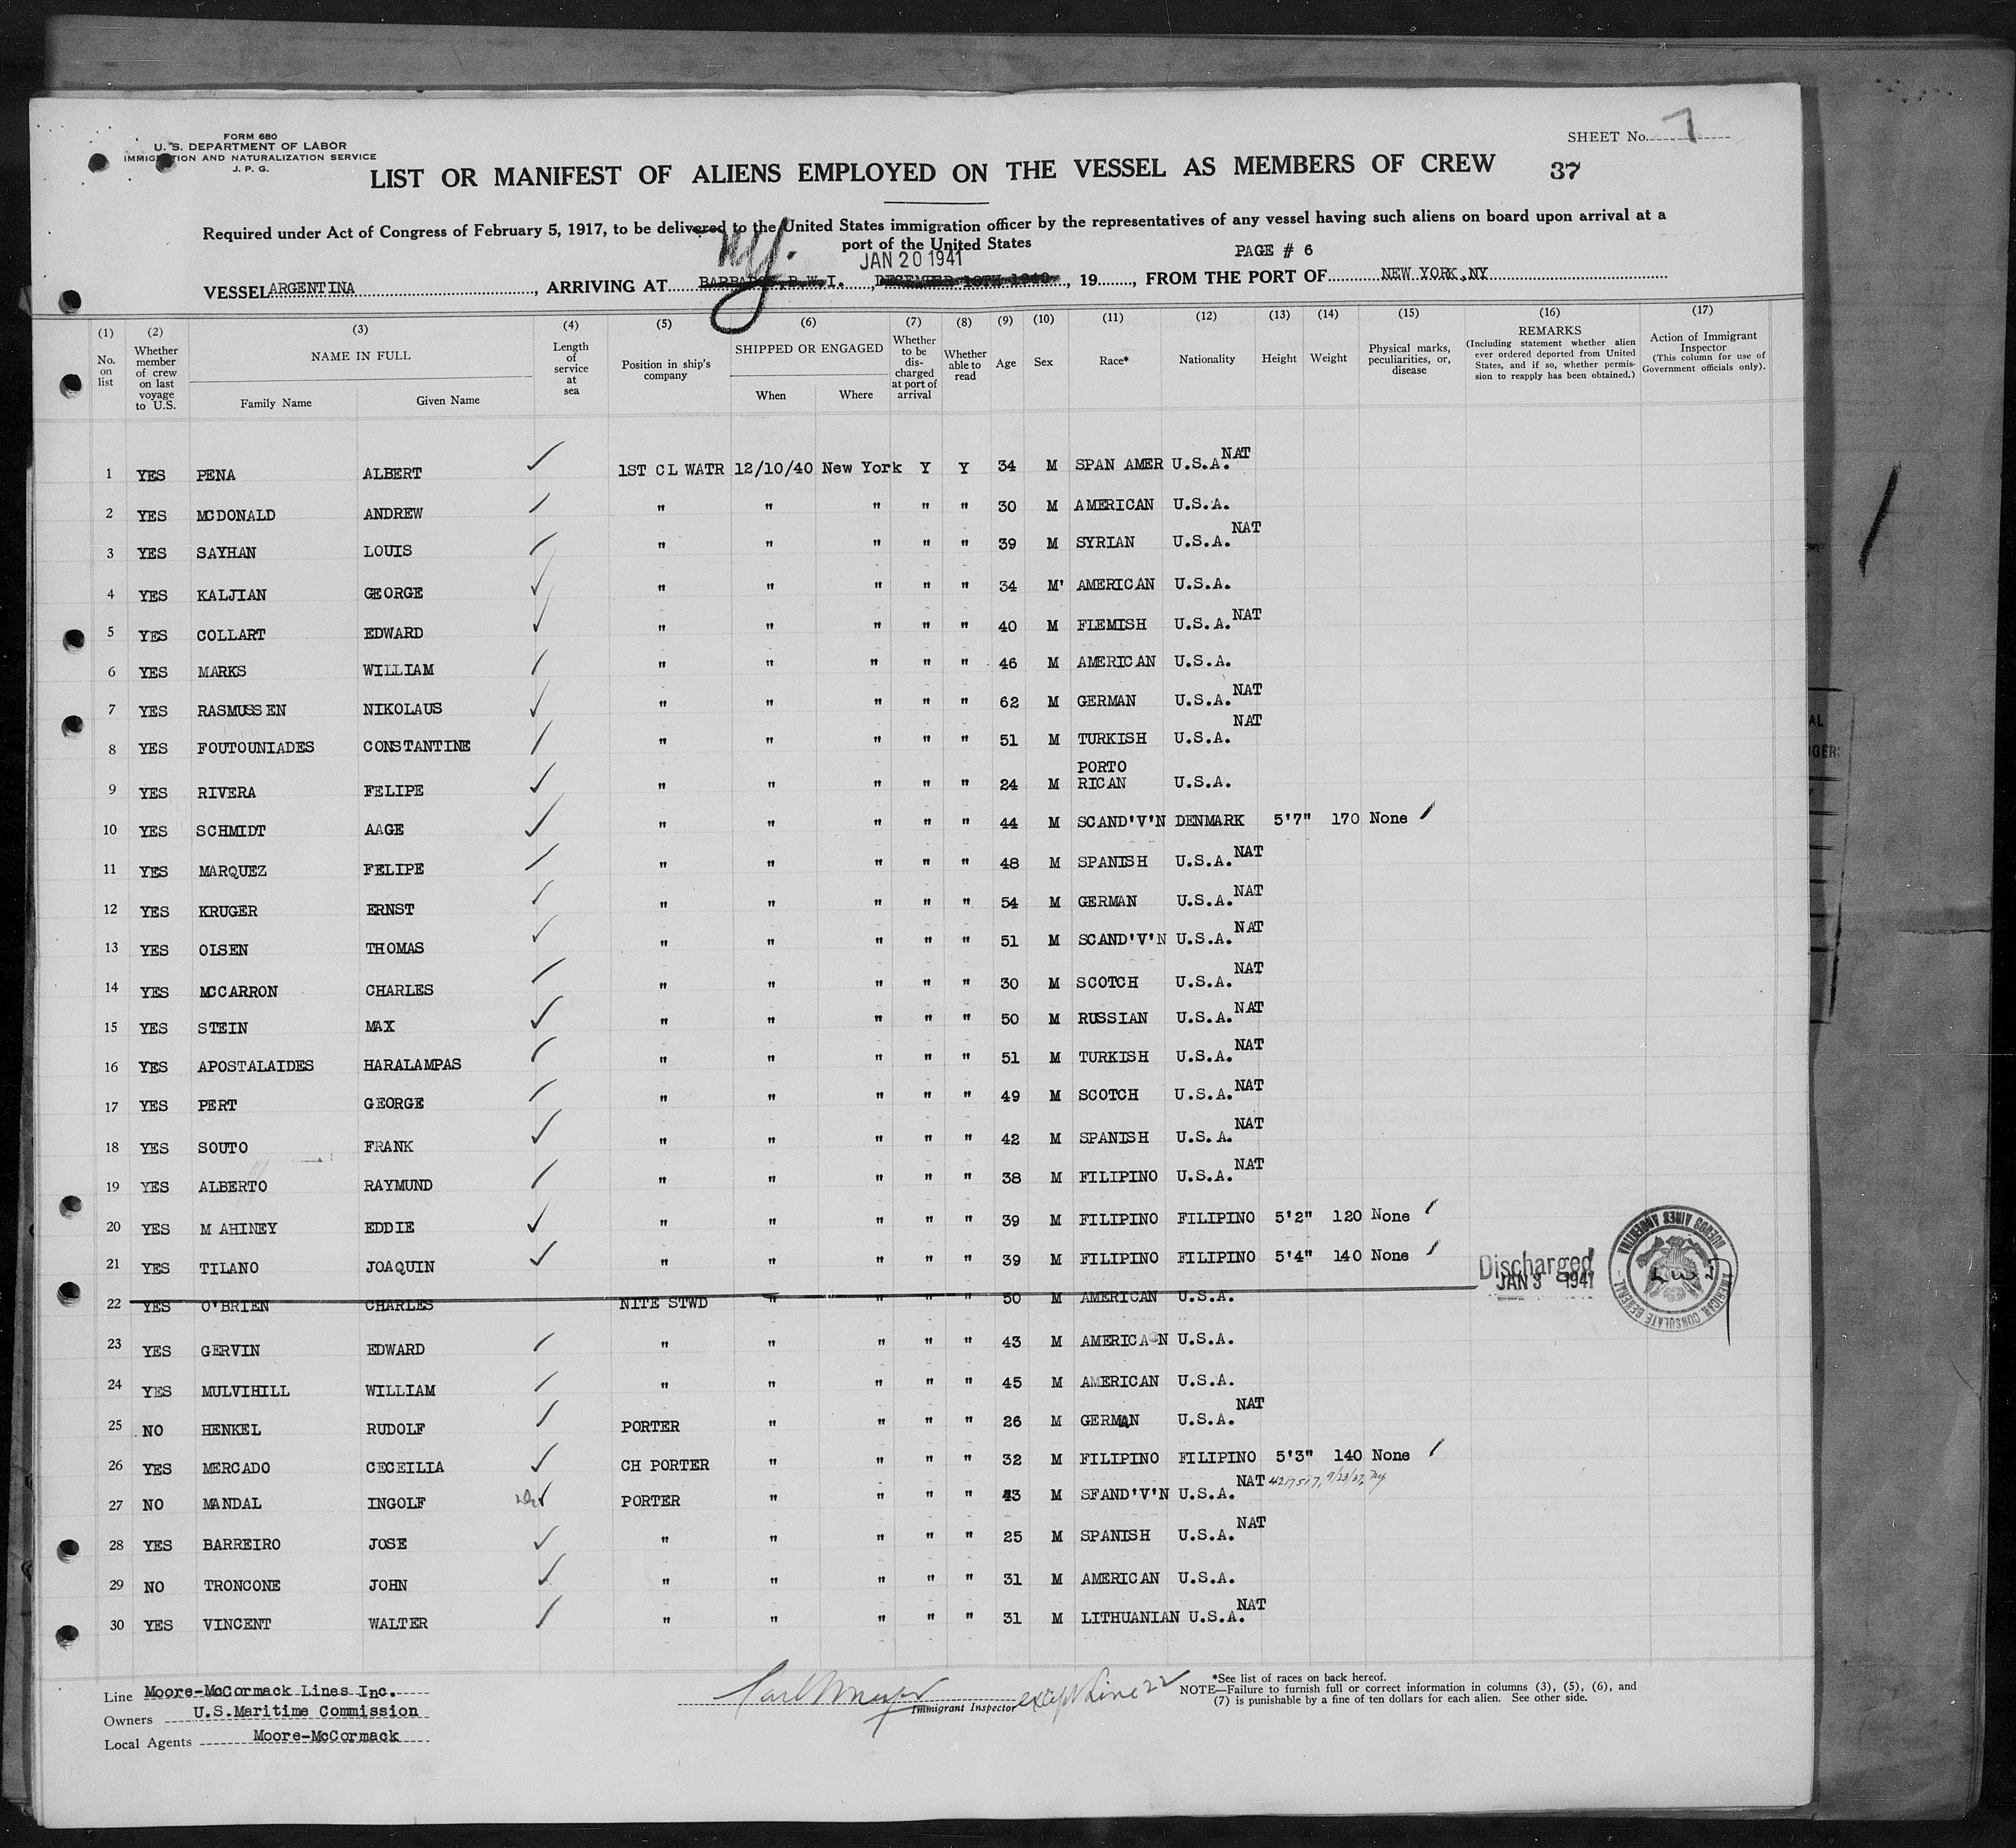 FORM 680
U. S. DEPARTMENT OF LABOR
IMMIGRATION AND NATURALIZATION SERVICE
J. P. G.
SHEET No. 7
LIST OR MANIFEST OF ALIENS EMPLOYED ON THE VESSEL AS MEMBERS OF CREW 37
Required under Act of Congress of February 5, 1917, to be delivered to the United States immigration officer by the representatives of any vessel having such aliens on board upon arrival at a
port of the United States
PAGE # 6
N.Y. JAN 20 1941
VESSEL ARGENTINA, ARRIVING AT BARBADOS, B.W.I., DECEMBER 18TH 1940, 19, FROM THE PORT OF NEW YORK, NY
(1) No. on list
(2) Whether member of crew on last voyage to U.S.
(3) NAME IN FULL Family Name Given Name
(4) Length of service at sea
(5) Position in ship's company
(6) SHIPPED OR ENGAGED When Where
(7) Whether to be discharged at port of arrival
(8) Whether able to read
(9) Age
(10) Sex
(11) Race*
(12) Nationality
(13) Height
(14) Weight
(15) Physical marks, peculiarities, or, disease
(16) REMARKS (Including statement whether alien ever ordered deported from United States, and if so, whether permission to reapply has been obtained.)
(17) Action of Immigrant Inspector (This column for use of Government officials only).
1 YES PENA ALBERT 1ST CL WATR 12/10/40 New York Y Y 34 M SPAN AMER U.S.A. NAT
2 YES MCDONALD ANDREW " " " " " 30 M AMERICAN U.S.A.
3 YES SAYHAN LOUIS " " " " " 39 M SYRIAN U.S.A. NAT
4 YES KALJIAN GEORGE " " " " " 34 M' AMERICAN U.S.A.
5 YES COLLART EDWARD " " " " " 40 M FLEMISH U.S.A. NAT
6 YES MARKS WILLIAM " " " " " 46 M AMERICAN U.S.A.
7 YES RASMUSSEN NIKOLAUS " " " " " 62 M GERMAN U.S.A. NAT
8 YES FOUTOUNIADES CONSTANTINE " " " " " 51 M TURKISH U.S.A. NAT
9 YES RIVERA FELIPE " " " " " 24 M PORTO RICAN U.S.A.
10 YES SCHMIDT AAGE " " " " " 44 M SCAND'V'N DENMARK 5'7" 170 None
11 YES MARQUEZ FELIPE " " " " " 48 M SPANISH U.S.A. NAT
12 YES KRUGER ERNST " " " " " 54 M GERMAN U.S.A. NAT
13 YES OLSEN THOMAS " " " " " 51 M SCAND'V'N U.S.A. NAT
14 YES MCCARRON CHARLES " " " " " 30 M SCOTCH U.S.A. NAT
15 YES STEIN MAX " " " " " 50 M RUSSIAN U.S.A. NAT
16 YES APOSTALAIDES HARALAMPAS " " " " " 51 M TURKISH U.S.A. NAT
17 YES PERT GEORGE " " " " " 49 M SCOTCH U.S.A. NAT
18 YES SOUTO FRANK " " " " " 42 M SPANISH U.S.A. NAT
19 YES ALBERTO RAYMUND " " " " " 38 M FILIPINO U.S.A. NAT
20 YES M AHINEY EDDIE " " " " " 39 M FILIPINO FILIPINO 5'2" 120 None
21 YES TILANO JOAQUIN " " " " " 39 M FILIPINO FILIPINO 5'4" 140 None
22 YES O'BRIEN CHARLES NITE STWD " " " " 50 M AMERICAN U.S.A. Discharged JAN 3 1941
AMERICAN CONSULATE GENERAL BUENOS AIRES ARGENTINA
23 YES GERVIN EDWARD " " " " " 43 M AMERICAN U.S.A.
24 YES MULVIHILL WILLIAM " " " " " 45 M AMERICAN U.S.A.
25 NO HENKEL RUDOLF PORTER " " " " 26 M GERMAN U.S.A. NAT
26 YES MERCADO CECEILIA CH PORTER " " " " 32 M FILIPINO FILIPINO 5'3" 140 None
27 NO MANDAL INGOLF PORTER " " " " 43 M SFAND'V'N U.S.A. NAT 4217517, 9/23/37, NY
28 YES BARREIRO JOSE " " " " " 25 M SPANISH U.S.A. NAT
29 NO TRONCONE JOHN " " " " " 31 M AMERICAN U.S.A.
30 YES VINCENT WALTER " " " " " 31 M LITHUANIAN U.S.A. NAT
Line Moore-McCormack Lines Inc.
Owners U.S.Maritime Commission
Local Agents Moore-McCormack
Immigrant Inspector except Line 22
*See list of races on back hereof.
NOTE—Failure to furnish full or correct information in columns (3), (5), (6), and
(7) is punishable by a fine of ten dollars for each alien. See other side.